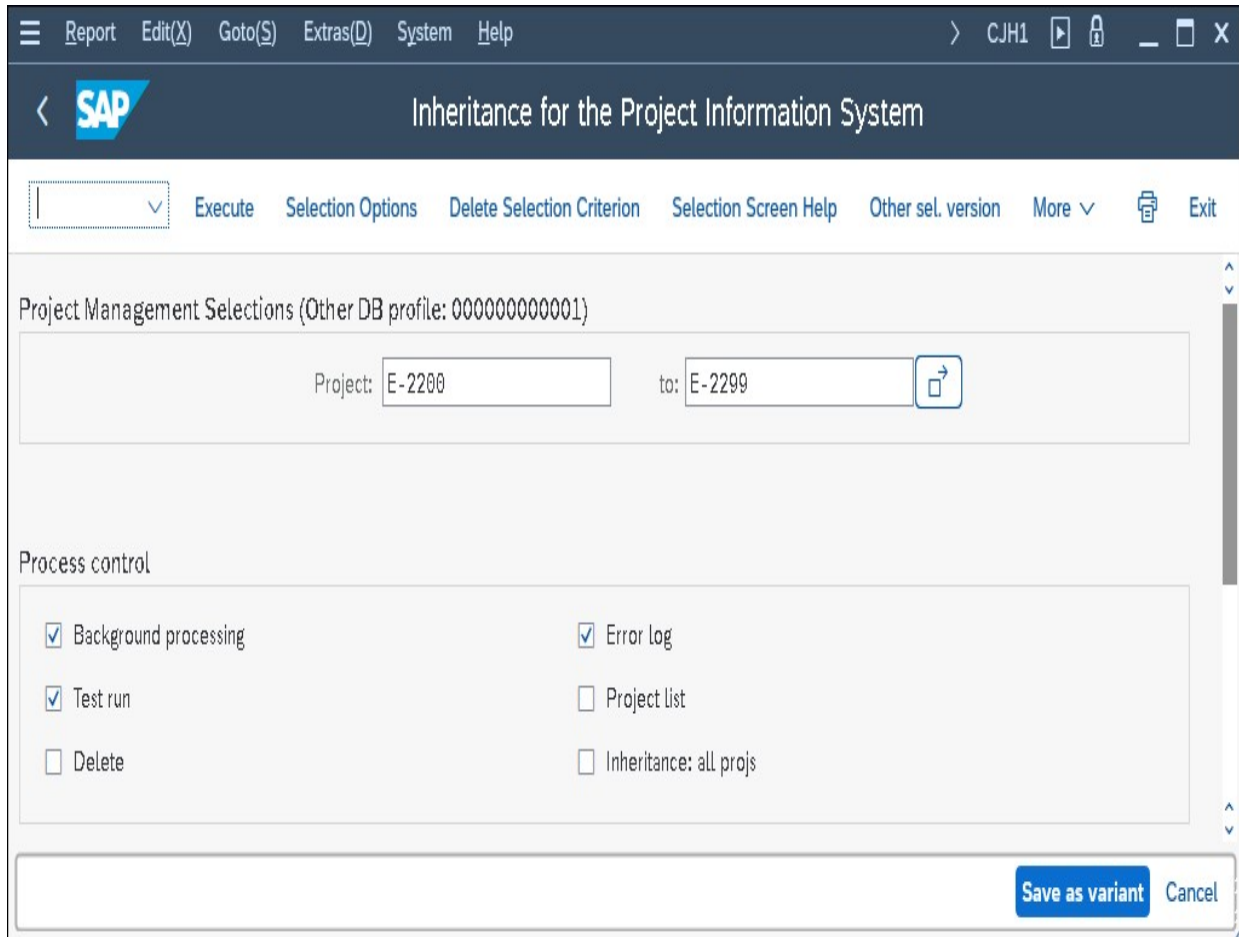 Report Edit(X) Goto(S) Extras(D) System Help CJH1
SAP Inheritance for the Project Information System
Execute Selection Options Delete Selection Criterion Selection Screen Help Other sel. version More Exit
Project Management Selections (Other DB profile: 000000000001)
Project: E-2200 to: E-2299
Process control
Background processing Error log
Test run Project list
Delete Inheritance: all projs
Save as variant Cancel